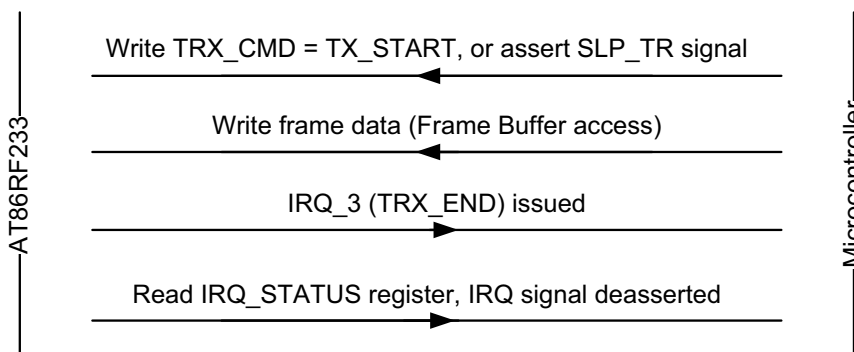 Write TRX_CMD = TX_START, or assert SLP_TR signal
Write frame data (Frame Buffer access)
IRQ_3 (TRX_END) issued
Read IRQ_STATUS register, IRQ signal deasserted
AT86RF233
Microcontroller